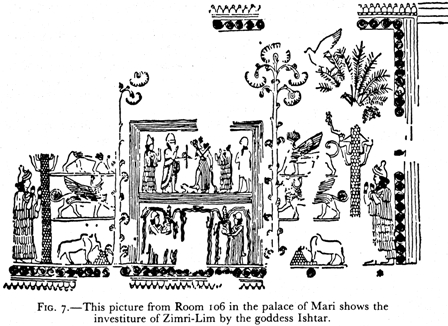 FIG. 7.—This picture from Room 106 in the palace of Mari shows the
investiture of Zimri-Lim by the goddess Ishtar.